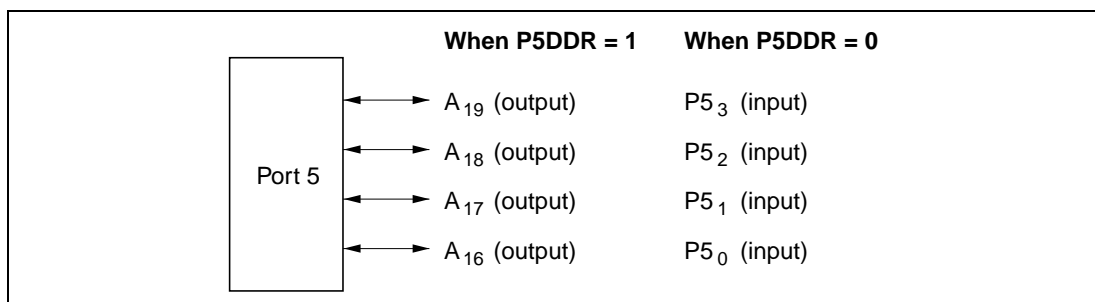 When P5DDR = 1 When P5DDR = 0
A19 (output) P53 (input)
A18 (output) P52 (input)
Port 5
A17 (output) P51 (input)
A16 (output) P50 (input)